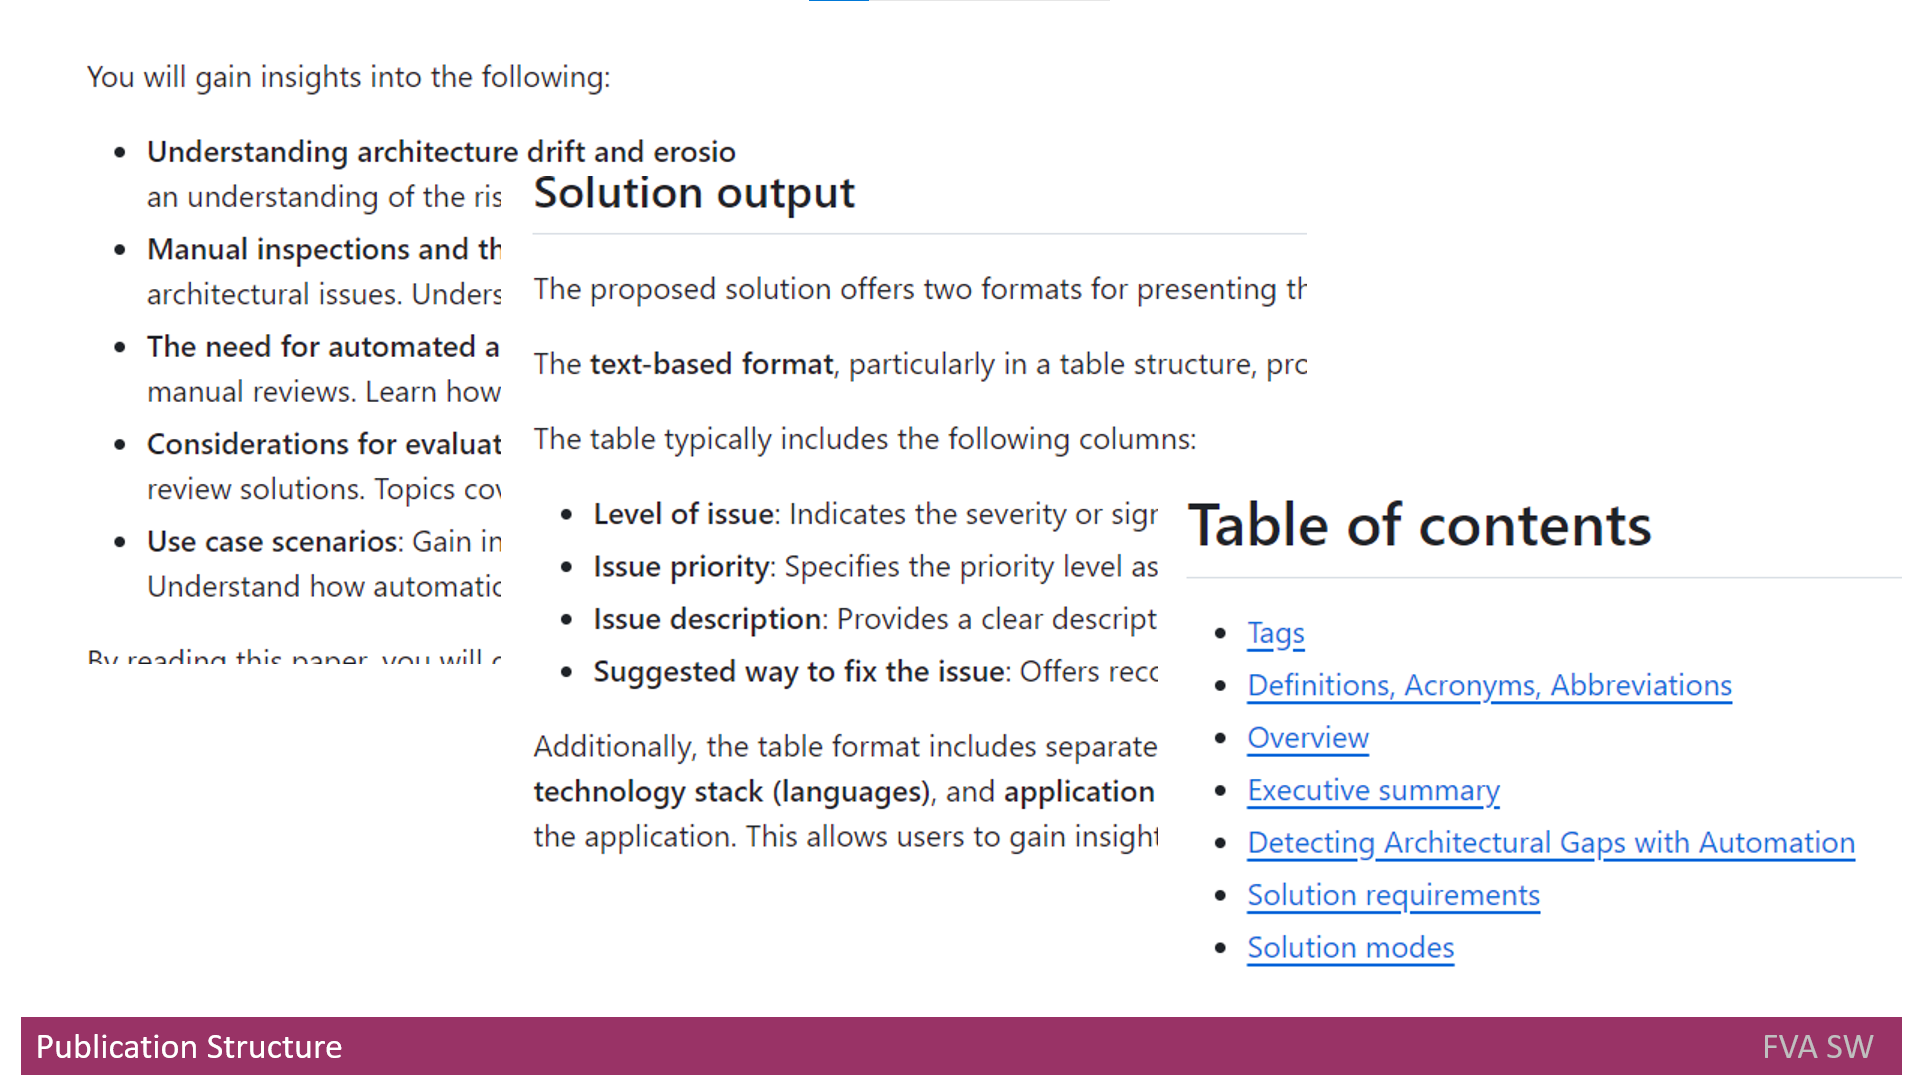 You will gain insights into the following:
Understanding architecture drift and erosio
an understanding of the ris
Manual inspections and th
architectural issues. Unders
The need for automated a
manual reviews. Learn how
Considerations for evaluat
review solutions. Topics cov
Use case scenarios: Gain in
Understand how automatic
By reading this paper, you will c
Solution output
The proposed solution offers two formats for presenting th
The text-based format, particularly in a table structure, pro
The table typically includes the following columns:
Level of issue: Indicates the severity or sigr
Issue priority: Specifies the priority level as
Issue description: Provides a clear descript
Suggested way to fix the issue: Offers reco
Additionally, the table format includes separate
technology stack (languages), and application
the application. This allows users to gain insight
Table of contents
Tags
Definitions, Acronyms, Abbreviations
Overview
Executive summary
Detecting Architectural Gaps with Automation
Solution requirements
Solution modes
Publication Structure
FVA SW